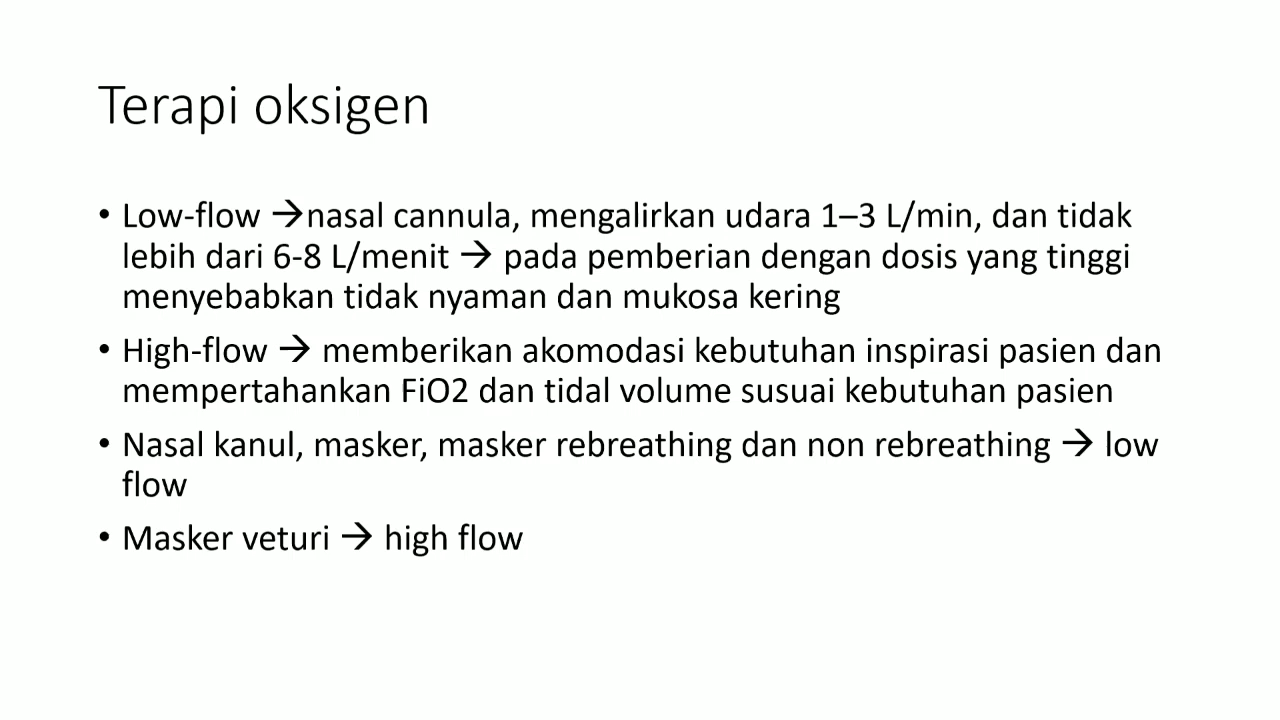 Terapi oksigen
• Low-flow →nasal cannula, mengalirkan udara 1–3 L/min, dan tidak
lebih dari 6-8 L/menit → pada pemberian dengan dosis yang tinggi
menyebabkan tidak nyaman dan mukosa kering
• High-flow → memberikan akomodasi kebutuhan inspirasi pasien dan
mempertahankan FiO2 dan tidal volume susuai kebutuhan pasien
• Nasal kanul, masker, masker rebreathing dan non rebreathing → low
flow
• Masker veturi → high flow